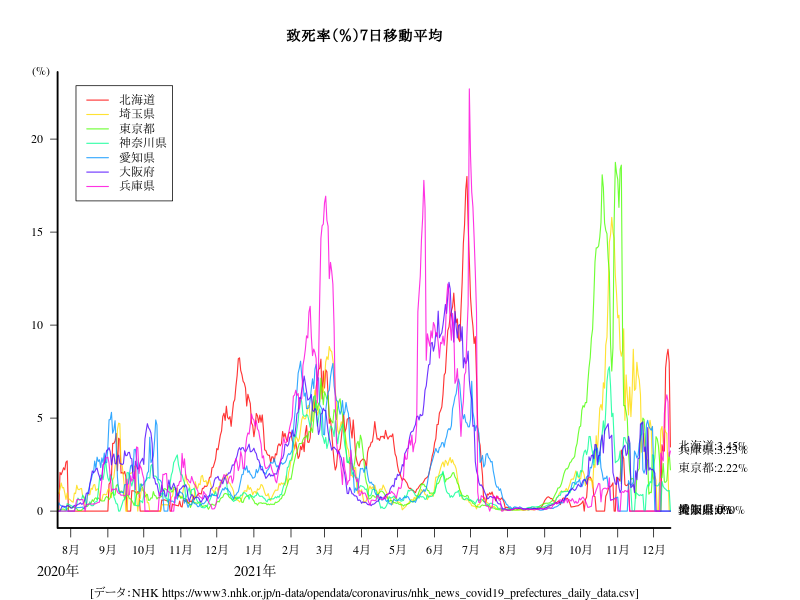 致死率(%)7日移動平均
(%)
20
15
10
5
0
北海道
埼玉県
東京都
神奈川県
愛知県
大阪府
兵庫県
北海道:3.45%
兵庫県:3.23%
東京都:2.22%
8月 9月 10月 11月 12月 1月 2月 3月 4月 5月 6月 7月 8月 9月 10月 11月 12月
2020年 2021年
[データ:NHK https://www3.nhk.or.jp/n-data/opendata/coronavirus/nhk_news_covid19_prefectures_daily_data.csv]